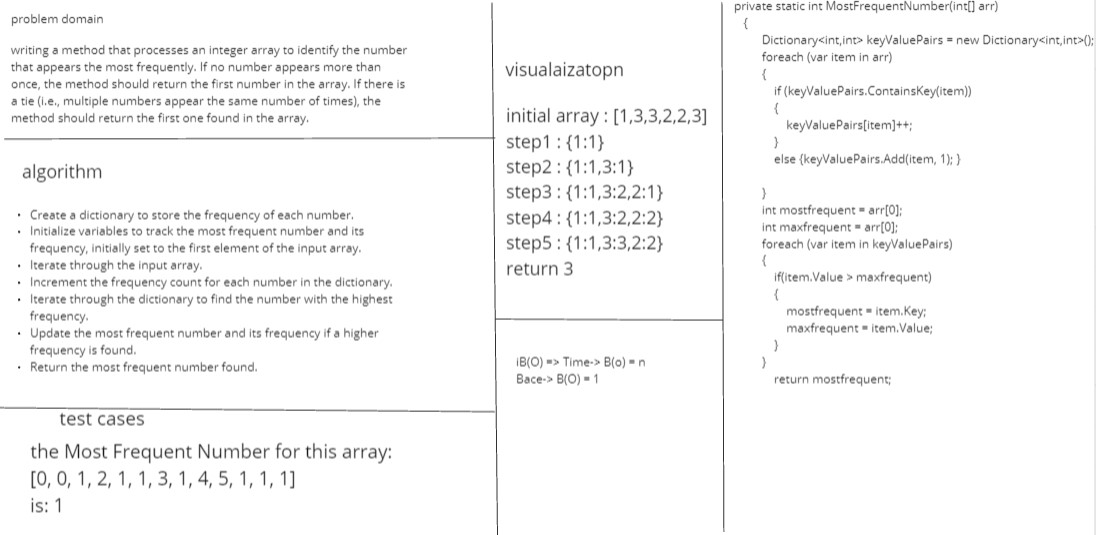 problem domain
writing a method that processes an integer array to identify the number
that appears the most frequently. If no number appears more than
once, the method should return the first number in the array. If there is
a tie (i.e., multiple numbers appear the same number of times), the
method should return the first one found in the array.
algorithm
• Create a dictionary to store the frequency of each number.
• Initialize variables to track the most frequent number and its
frequency, initially set to the first element of the input array.
• Iterate through the input array.
• Increment the frequency count for each number in the dictionary.
• Iterate through the dictionary to find the number with the highest
frequency.
• Update the most frequent number and its frequency if a higher
frequency is found.
• Return the most frequent number found.
test cases
the Most Frequent Number for this array:
[0, 0, 1, 2, 1, 1, 3, 1, 4, 5, 1, 1, 1]
is: 1
visualaizatopn
initial array : [1,3,3,2,2,3]
step1 : {1:1}
step2 : {1:1,3:1}
step3 : {1:1,3:2,2:1}
step4 : {1:1,3:2,2:2}
step5 : {1:1,3:3,2:2}
return 3
iB(O) => Time-> B(o) = n
Bace-> B(O) = 1
private static int MostFrequentNumber(int[] arr)
{
Dictionary<int,int> keyValuePairs = new Dictionary<int,int>();
foreach (var item in arr)
{
if (keyValuePairs.ContainsKey(item))
{
keyValuePairs[item]++;
}
else {keyValuePairs.Add(item, 1); }
}
int mostfrequent = arr[0];
int maxfrequent = arr[0];
foreach (var item in keyValuePairs)
{
if(item.Value > maxfrequent)
{
mostfrequent = item.Key;
maxfrequent = item.Value;
}
}
return mostfrequent;